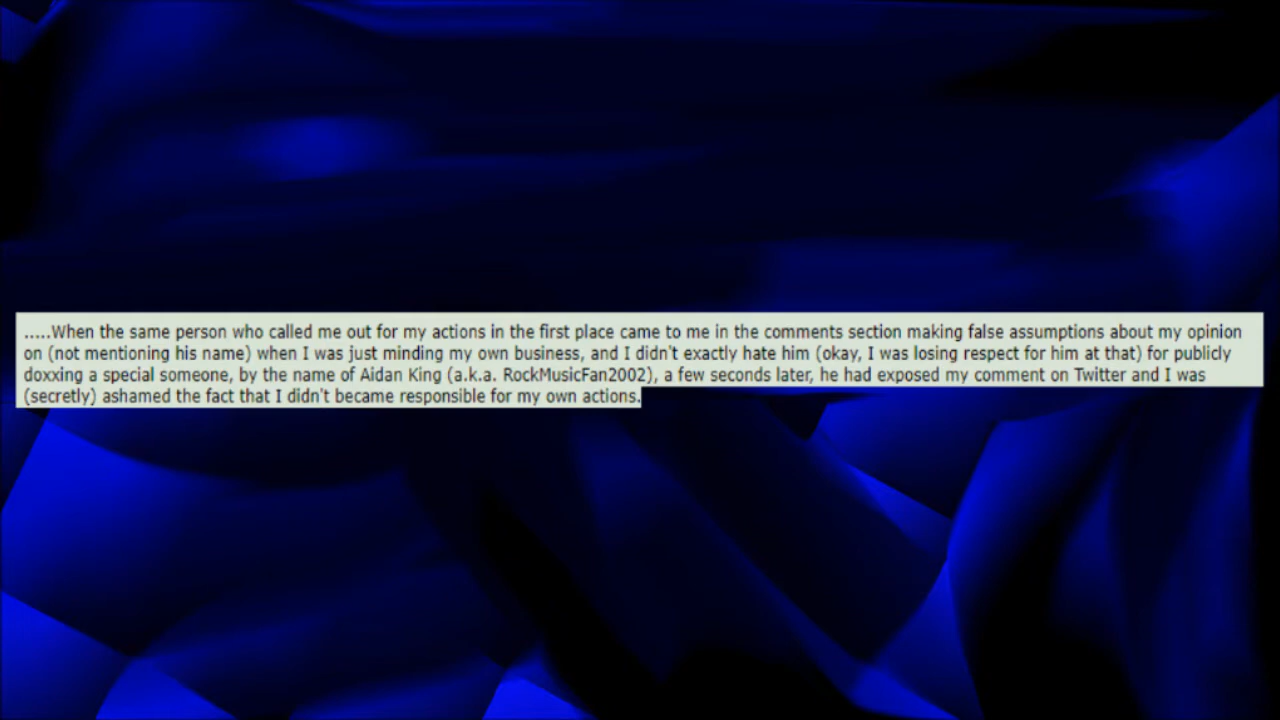 .....When the same person who called me out for my actions in the first place came to me in the comments section making false assumptions about my opinion
on (not mentioning his name) when I was just minding my own business, and I didn't exactly hate him (okay, I was losing respect for him at that) for publicly
doxxing a special someone, by the name of Aidan King (a.k.a. RockMusicFan2002), a few seconds later, he had exposed my comment on Twitter and I was
(secretly) ashamed the fact that I didn't became responsible for my own actions.